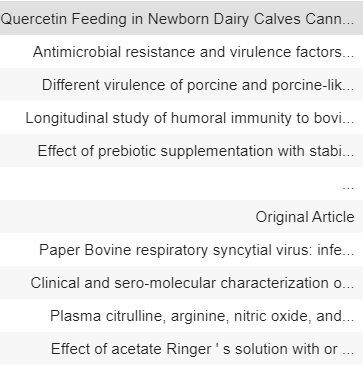 Quercetin Feeding in Newborn Dairy Calves Cann...
Antimicrobial resistance and virulence factors...
Different virulence of porcine and porcine-lik...
Longitudinal study of humoral immunity to bovi...
Effect of prebiotic supplementation with stabi...
...
Original Article
Paper Bovine respiratory syncytial virus: infe...
Clinical and sero-molecular characterization o...
Plasma citrulline, arginine, nitric oxide, and...
Effect of acetate Ringer ' s solution with or ...